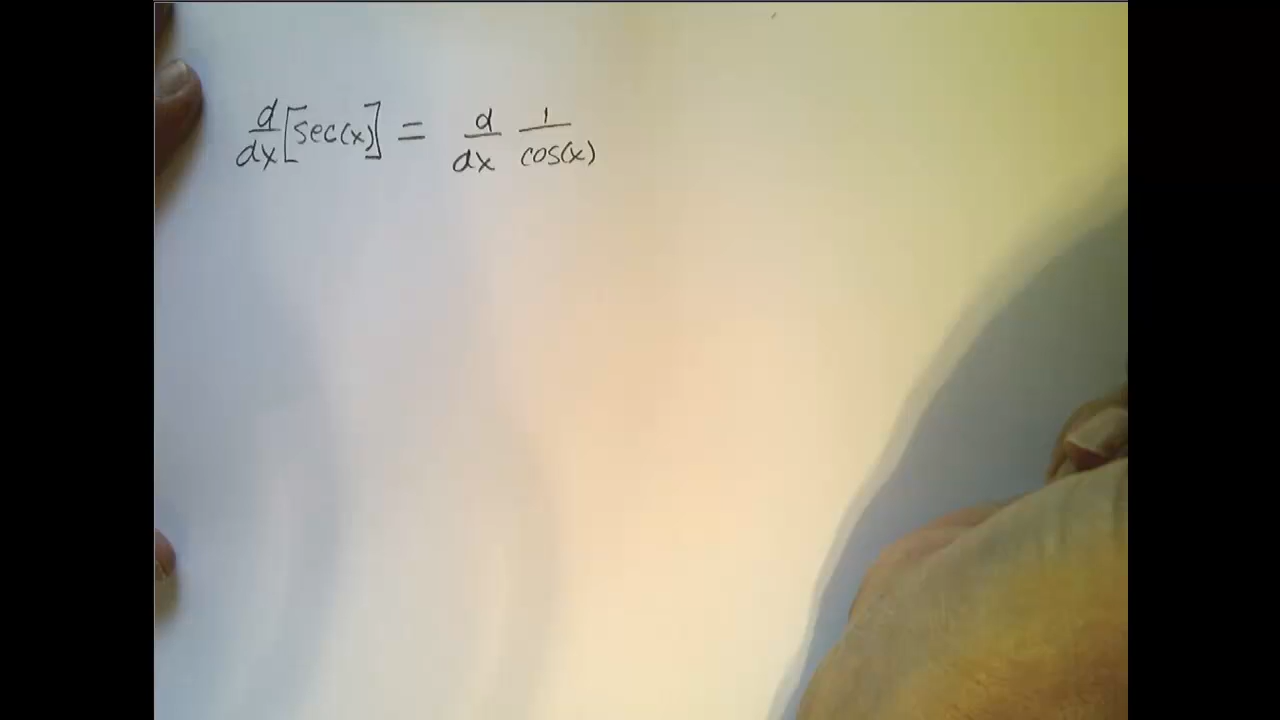 d/dx [sec(x)] = d/dx 1/cos(x)